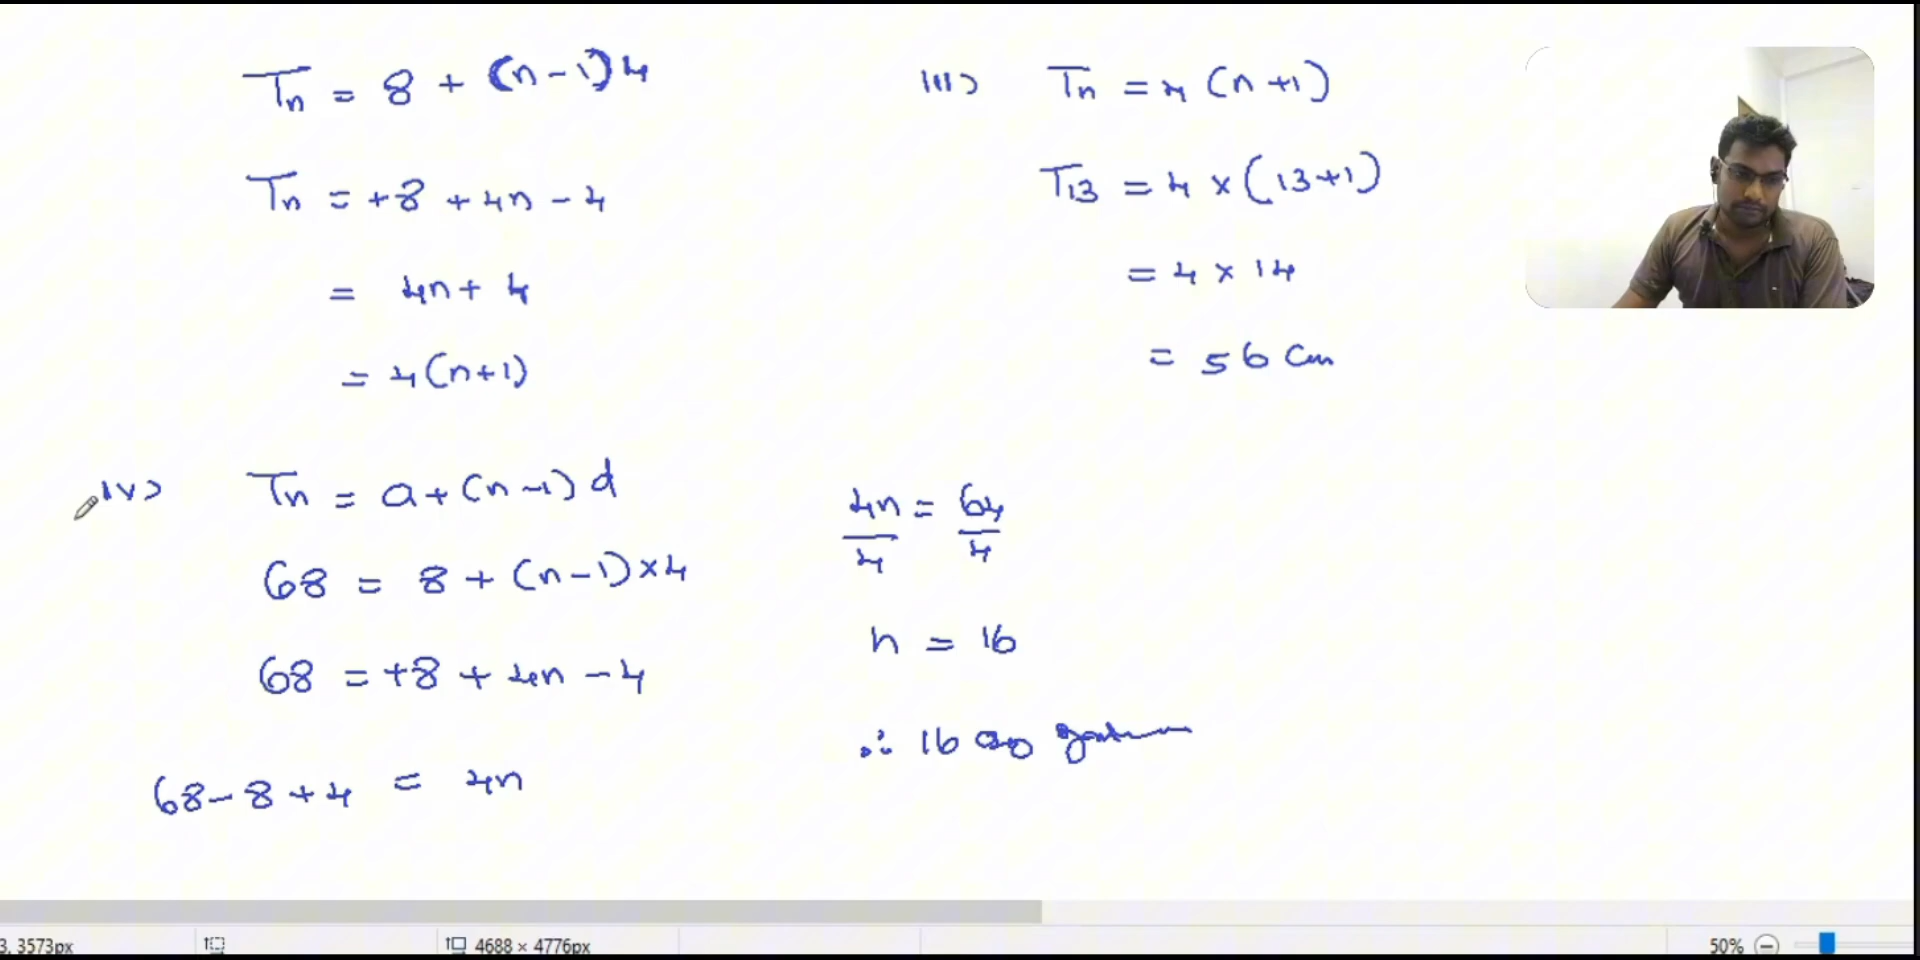 Tn = 8 + (n - 1) 4
Tn = +8 + 4n - 4
= 4n + 4
= 4(n+1)
III) Tn = 4 (n +1)
T13 = 4 × (13+1)
= 4 × 14
= 56 cm
IV) Tn = a + (n - 1) d
68 = 8 + (n - 1) × 4
68 = +8 + 4n - 4
68 - 8 + 4 = 4n
4n/4 = 64/4
n = 16
∴ 16
3, 3573px
4688 × 4776px
50%